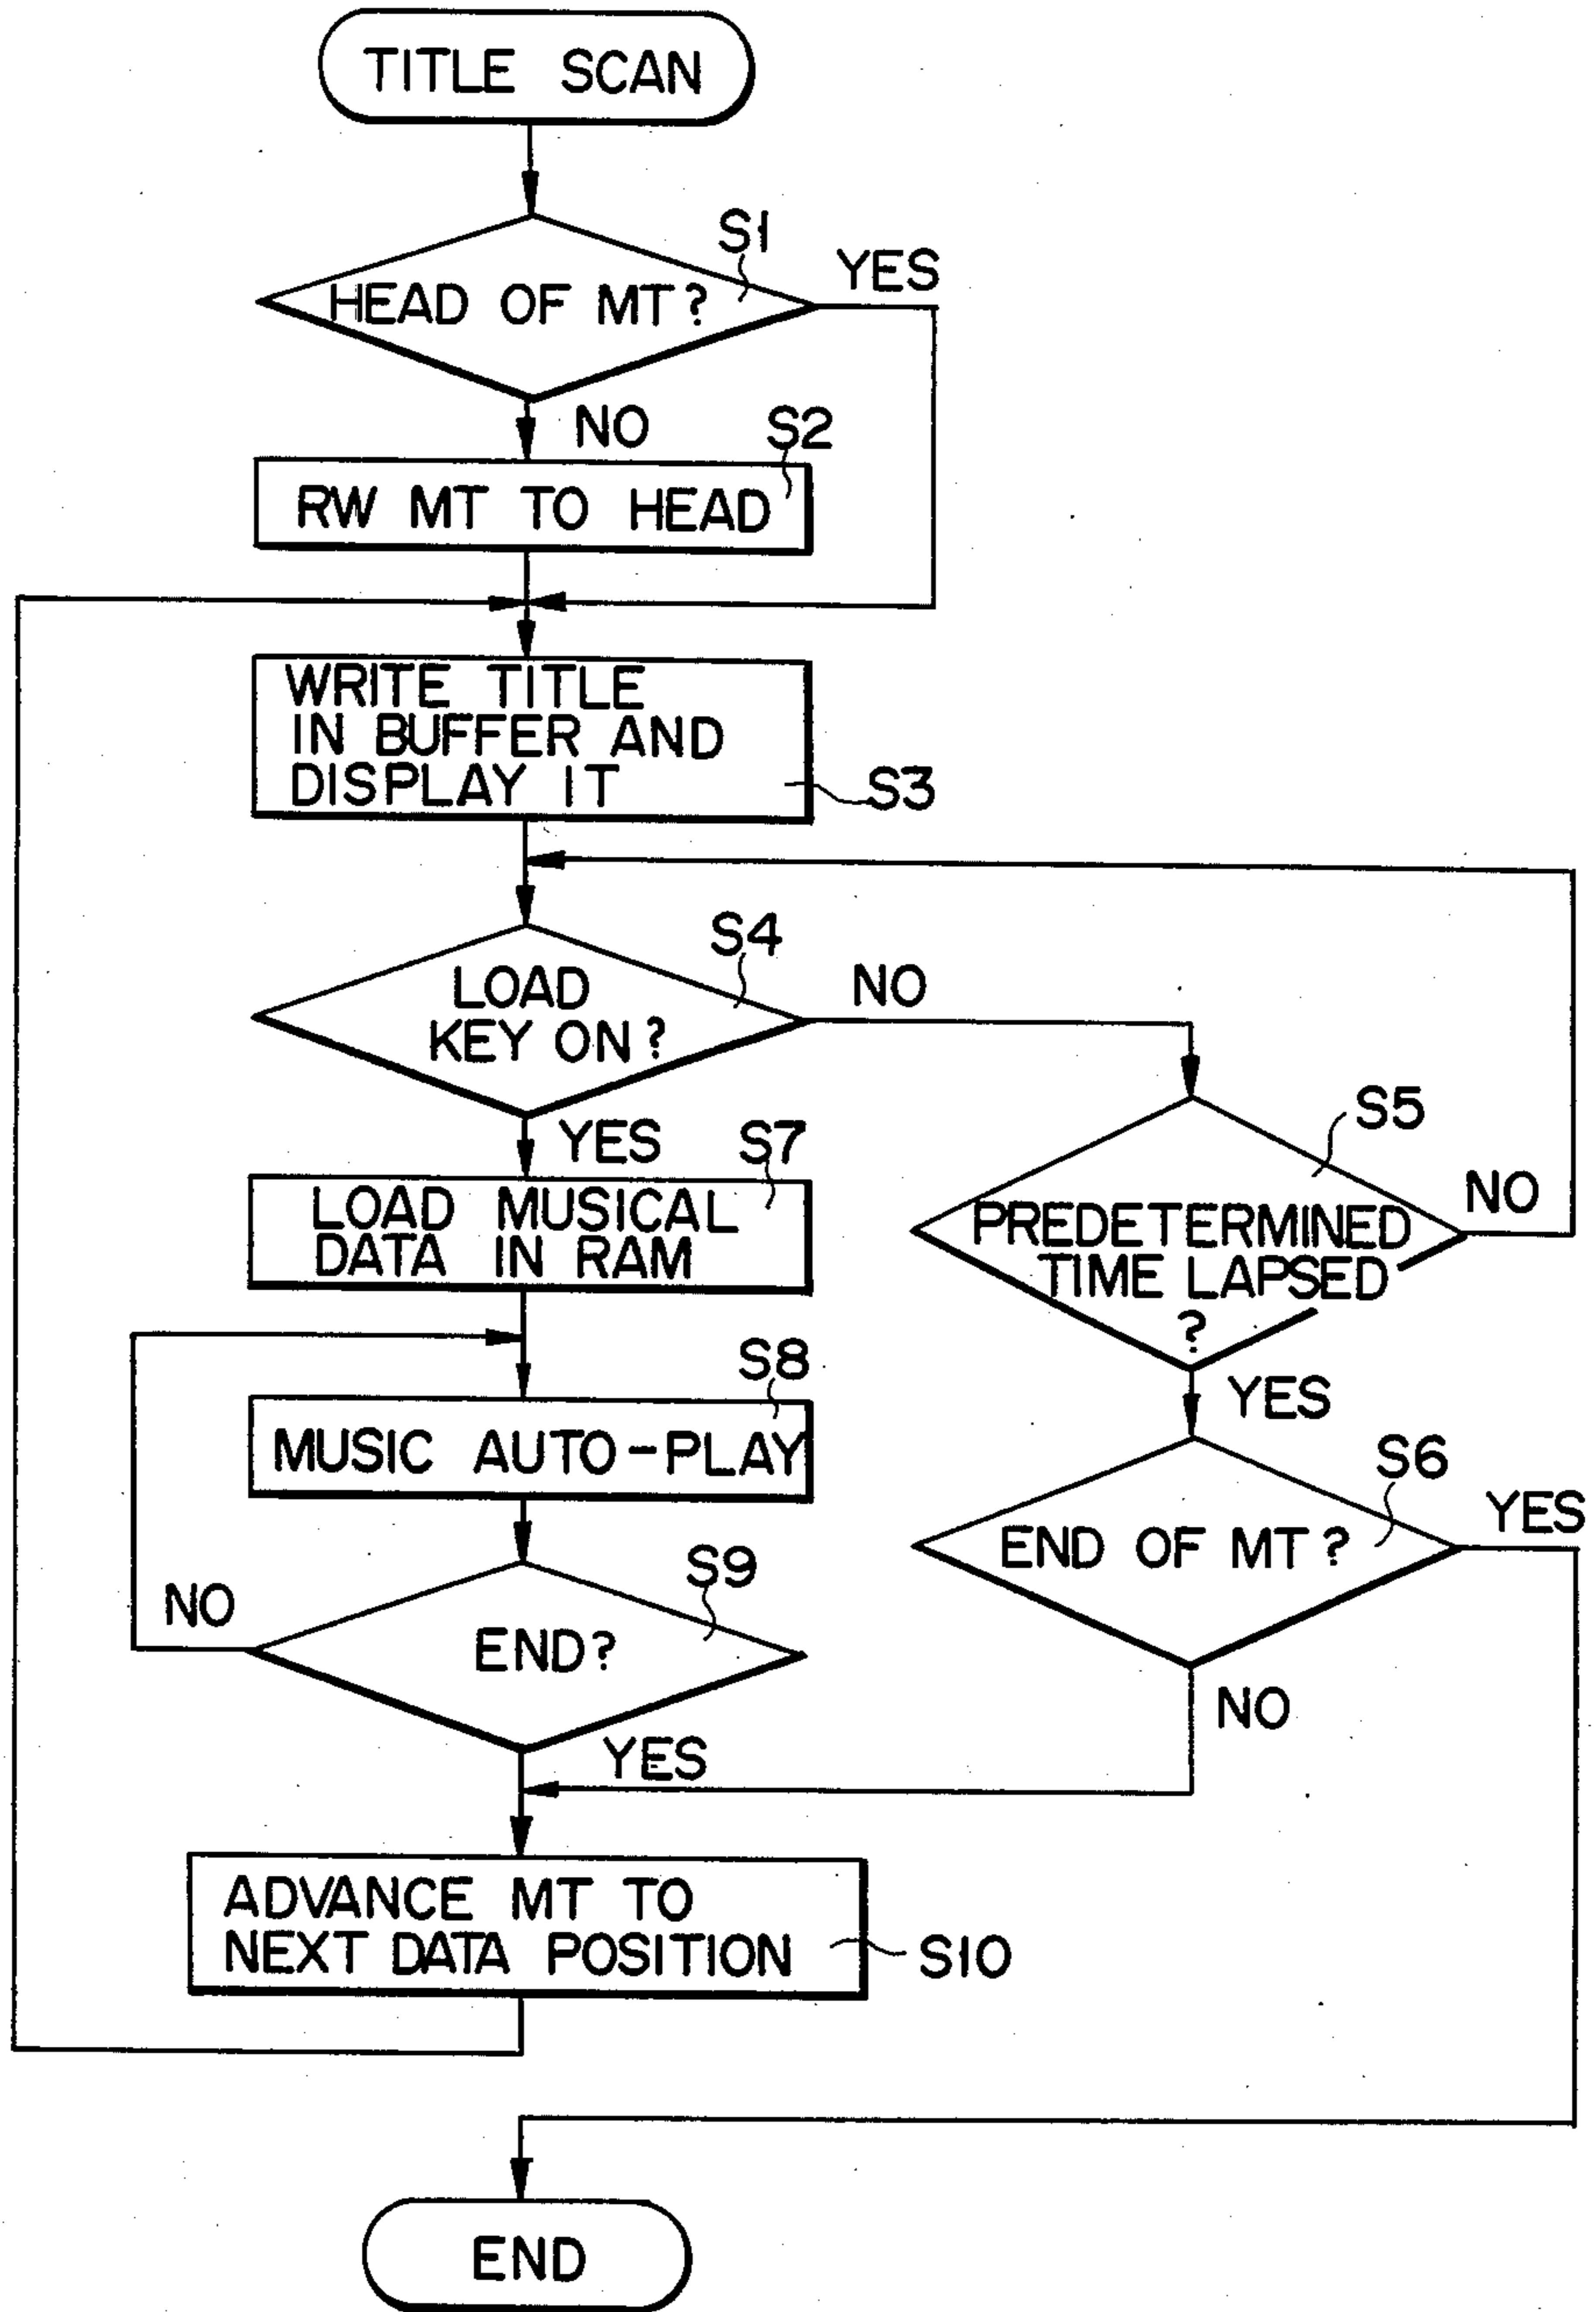 TITLE SCAN
S1
YES
HEAD OF MT?
NO
S2
RW MT TO HEAD
WRITE TITLE
IN BUFFER AND
DISPLAY IT
S3
S4
NO
LOAD
KEY ON?
YES
S7
LOAD MUSICAL
DATA IN RAM
S5
NO
PREDETERMINED
TIME LAPSED
?
YES
S8
MUSIC AUTO-PLAY
S6
YES
END OF MT?
NO
S9
NO
END?
YES
ADVANCE MT TO
NEXT DATA POSITION
S10
END